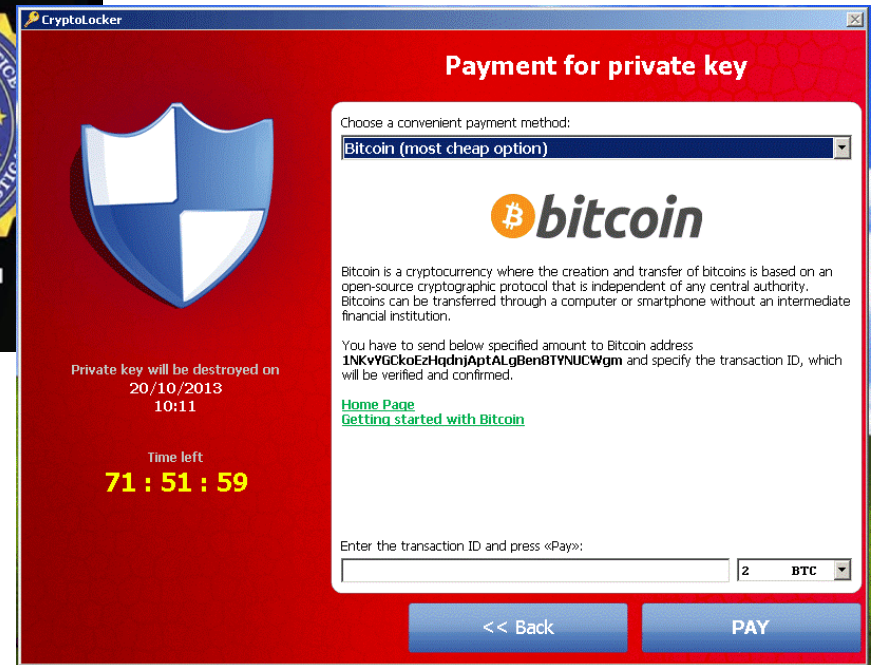 CryptoLocker
Payment for private key
Choose a convenient payment method:
Bitcoin (most cheap option)
bitcoin
Bitcoin is a cryptocurrency where the creation and transfer of bitcoins is based on an
open-source cryptographic protocol that is independent of any central authority.
Bitcoins can be transferred through a computer or smartphone without an intermediate
financial institution.
You have to send below specified amount to Bitcoin address
1NKvYGCkoEzHqdnjAptALgBen8TYNUCWgm and specify the transaction ID, which
will be verified and confirmed.
Home Page
Getting started with Bitcoin
Private key will be destroyed on
20/10/2013
10:11
Time left
71 : 51 : 59
Enter the transaction ID and press «Pay»:
2 BTC
<< Back
PAY